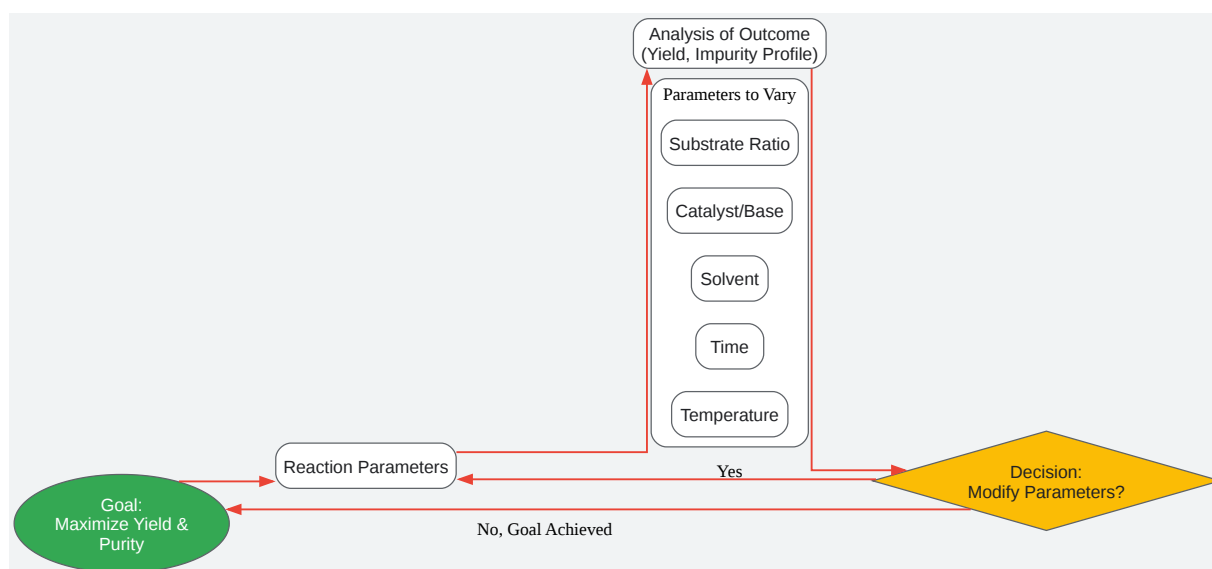 Analysis of Outcome
(Yield, Impurity Profile)
Parameters to Vary
Substrate Ratio
Catalyst/Base
Solvent
Time
Temperature
Reaction Parameters
Yes
Decision:
Modify Parameters?
Goal:
Maximize Yield &
Purity
No, Goal Achieved